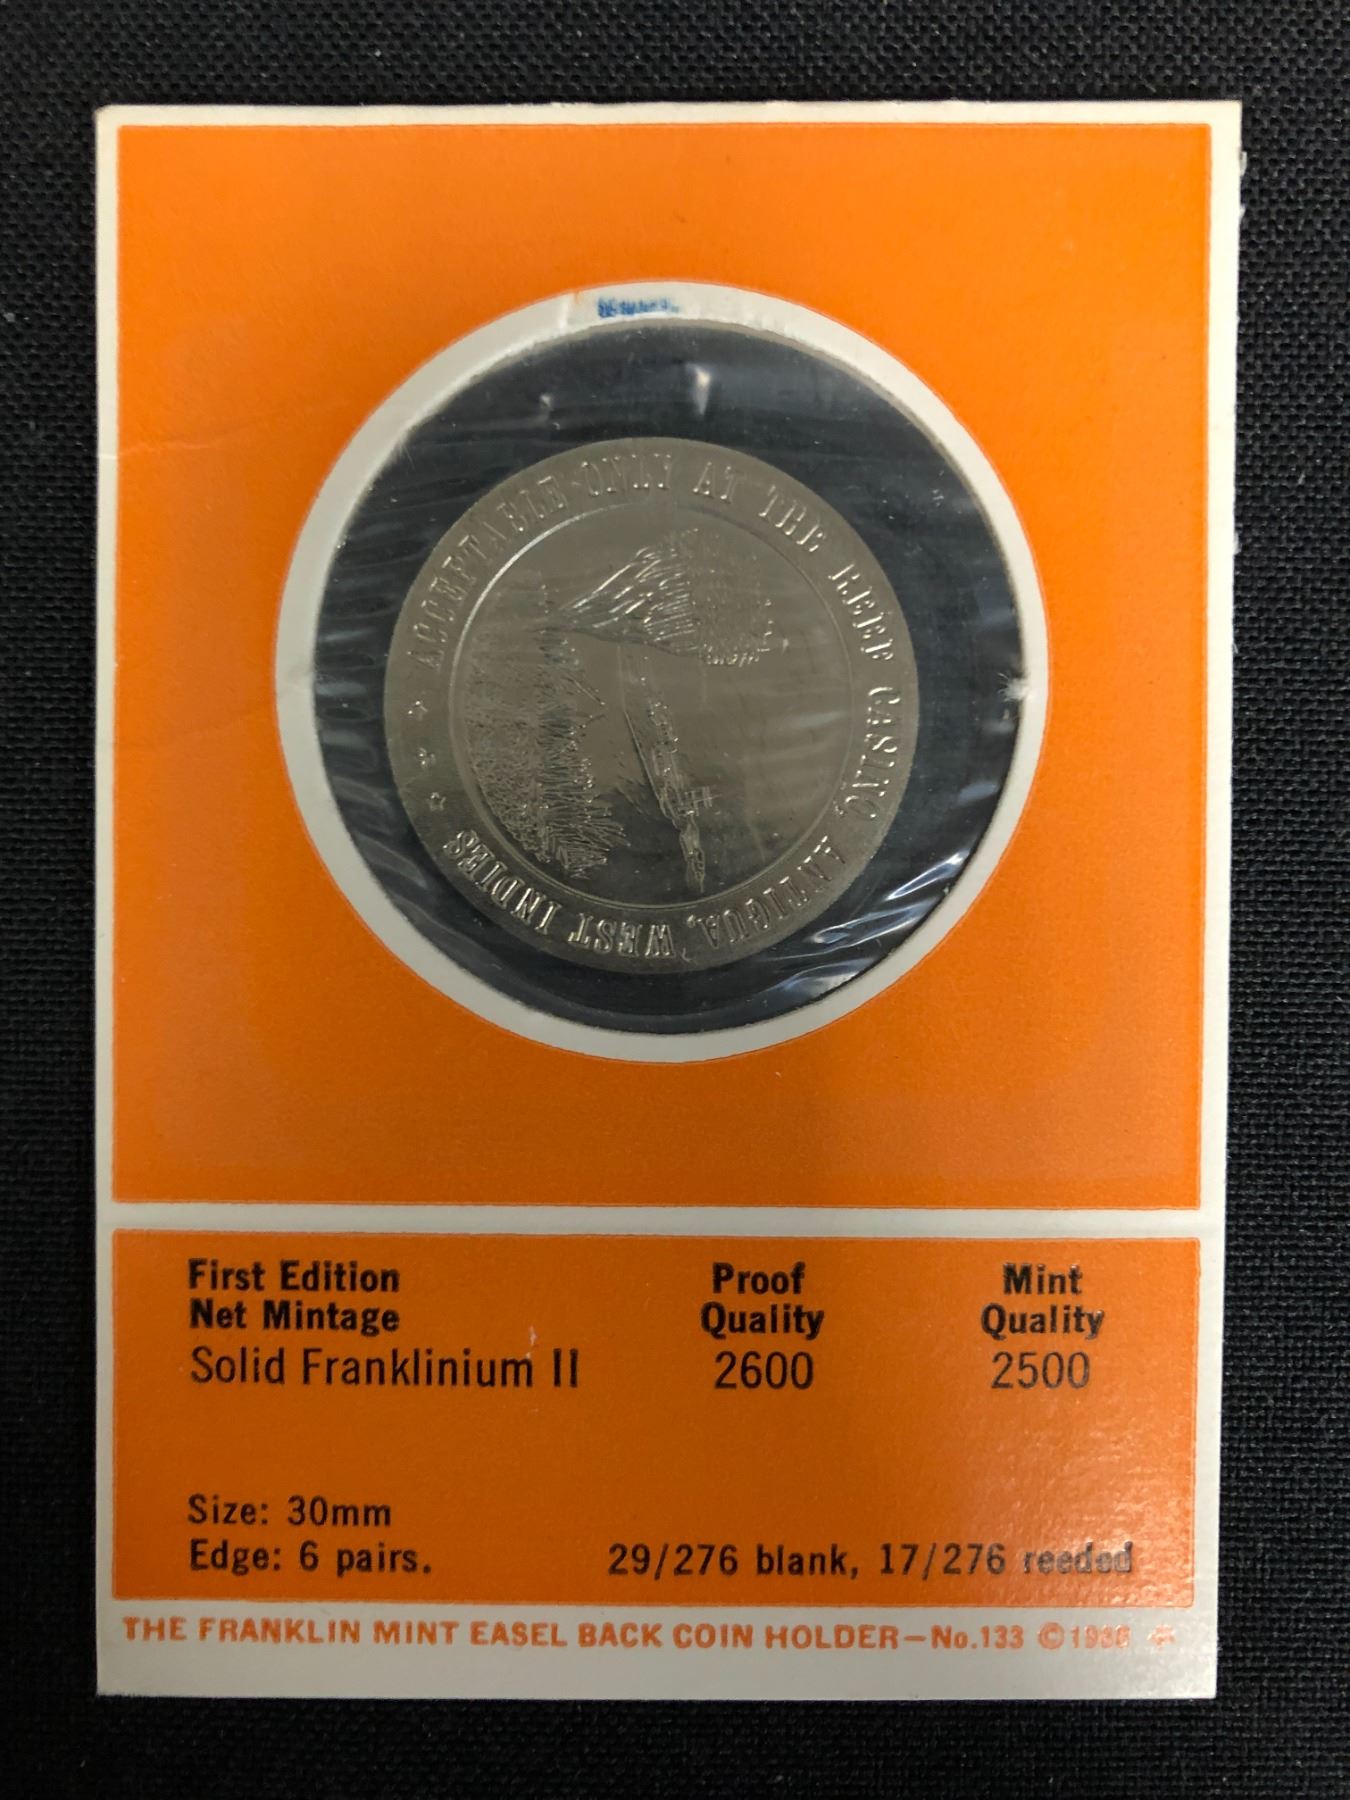 ACCEPTABLE ONLY AT THE REEF CASINO, ANTIGUA, WEST INDIES
First Edition Proof Mint
Net Mintage Quality Quality
Solid Franklinium II 2600 2500
Size: 30mm
Edge: 6 pairs. 29/276 blank, 17/276 reeded
THE FRANKLIN MINT EASEL BACK COIN HOLDER—No.133 ©